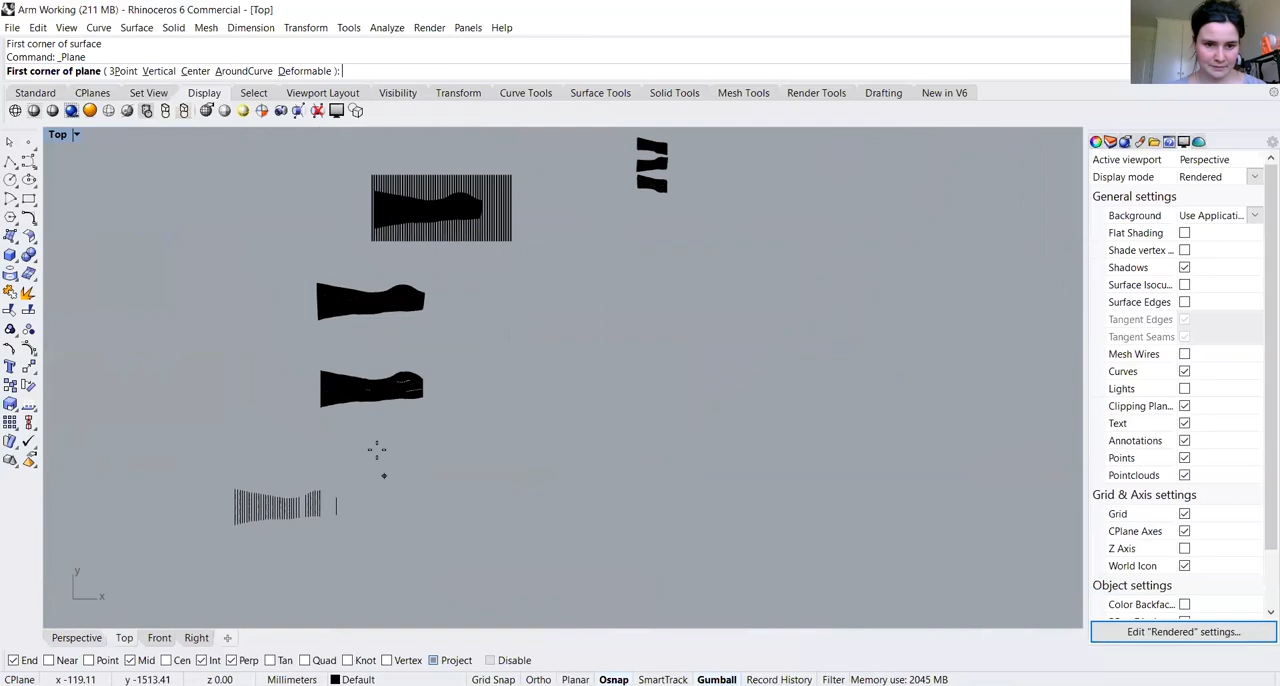 Arm Working (211 MB) - Rhinoceros 6 Commercial - [Top]
File Edit View Curve Surface Solid Mesh Dimension Transform Tools Analyze Render Panels Help
First corner of surface
Command: _Plane
First corner of plane ( 3Point Vertical Center AroundCurve Deformable ):
Standard CPlanes Set View Display Select Viewport Layout Visibility Transform Curve Tools Surface Tools Solid Tools Mesh Tools Render Tools Drafting New in V6
Top
Active viewport Perspective
Display mode Rendered
General settings
Background Use Applicati...
Flat Shading
Shade vertex ...
Shadows
Surface Isocu...
Surface Edges
Tangent Edges
Tangent Seams
Mesh Wires
Curves
Lights
Clipping Plan...
Text
Annotations
Points
Pointclouds
Grid & Axis settings
Grid
CPlane Axes
Z Axis
World Icon
Object settings
Color Backfac...
Edit "Rendered" settings...
y
x
Perspective Top Front Right
End Near Point Mid Cen Int Perp Tan Quad Knot Vertex Project Disable
CPlane x -119.11 y -1513.41 z 0.00 Millimeters Default Grid Snap Ortho Planar Osnap SmartTrack Gumball Record History Filter Memory use: 2045 MB